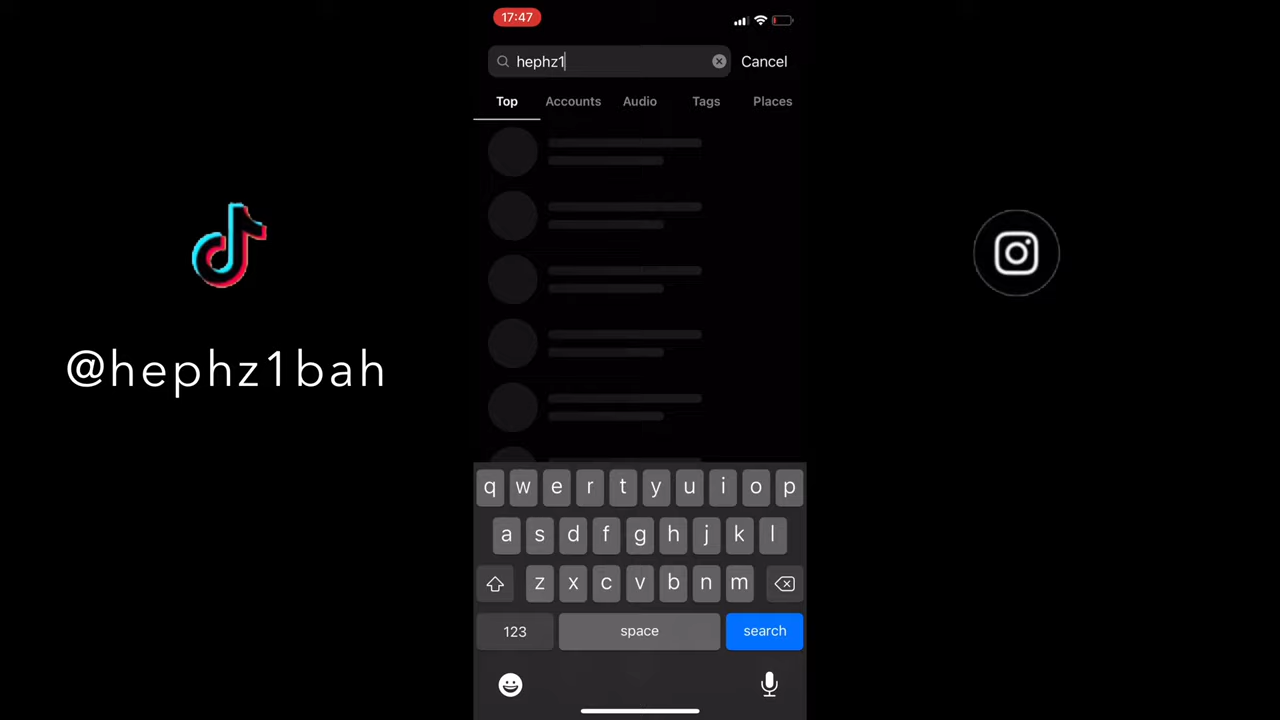 17:47
hephz1
Cancel
Top Accounts Audio Tags Places
@hephz1bah
q w e r t y u i o p
a s d f g h j k l
z x c v b n m
123 space search